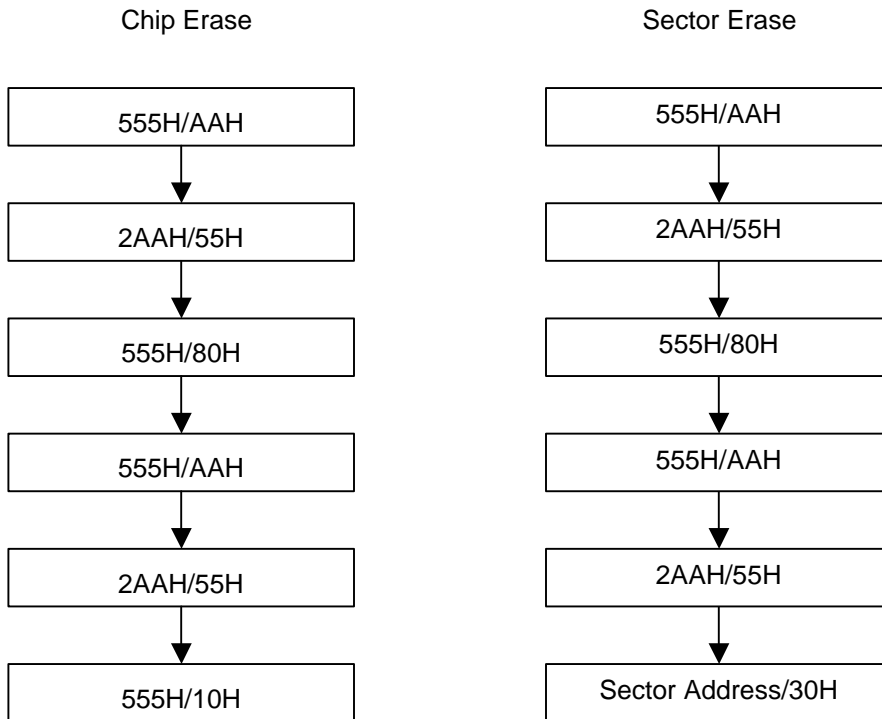 Chip Erase
555H/AAH
2AAH/55H
555H/80H
555H/AAH
2AAH/55H
555H/10H
Sector Erase
555H/AAH
2AAH/55H
555H/80H
555H/AAH
2AAH/55H
Sector Address/30H